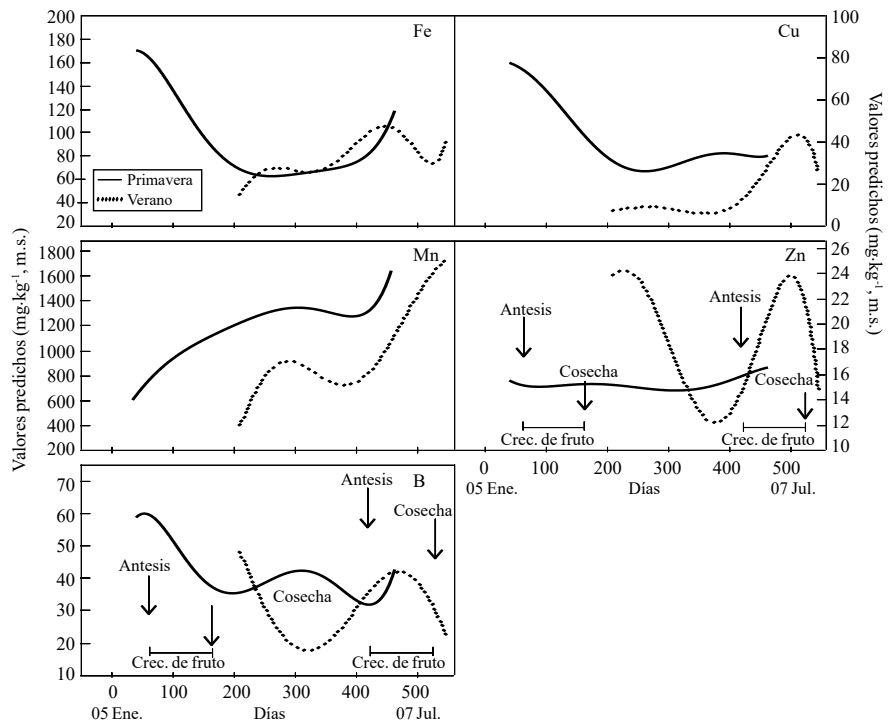 Valores predichos (mg·kg⁻¹, m.s.)
200
180
160
140
120
100
80
60
40
20
Fe
Primavera
Verano
Cu
100
80
60
40
20
0
Valores predichos (mg·kg⁻¹, m.s.)
1800
1600
1400
1200
1000
800
600
400
200
Mn
Zn
Antesis
Antesis
Cosecha
Cosecha
Crec. de fruto
Crec. de fruto
26
24
22
20
18
16
14
12
10
0 100 200 300 400 500
05 Ene. Días 07 Jul.
70
60
50
40
30
20
10
B
Antesis
Cosecha
Antesis
Cosecha
Crec. de fruto
Crec. de fruto
0 100 200 300 400 500
05 Ene. Días 07 Jul.